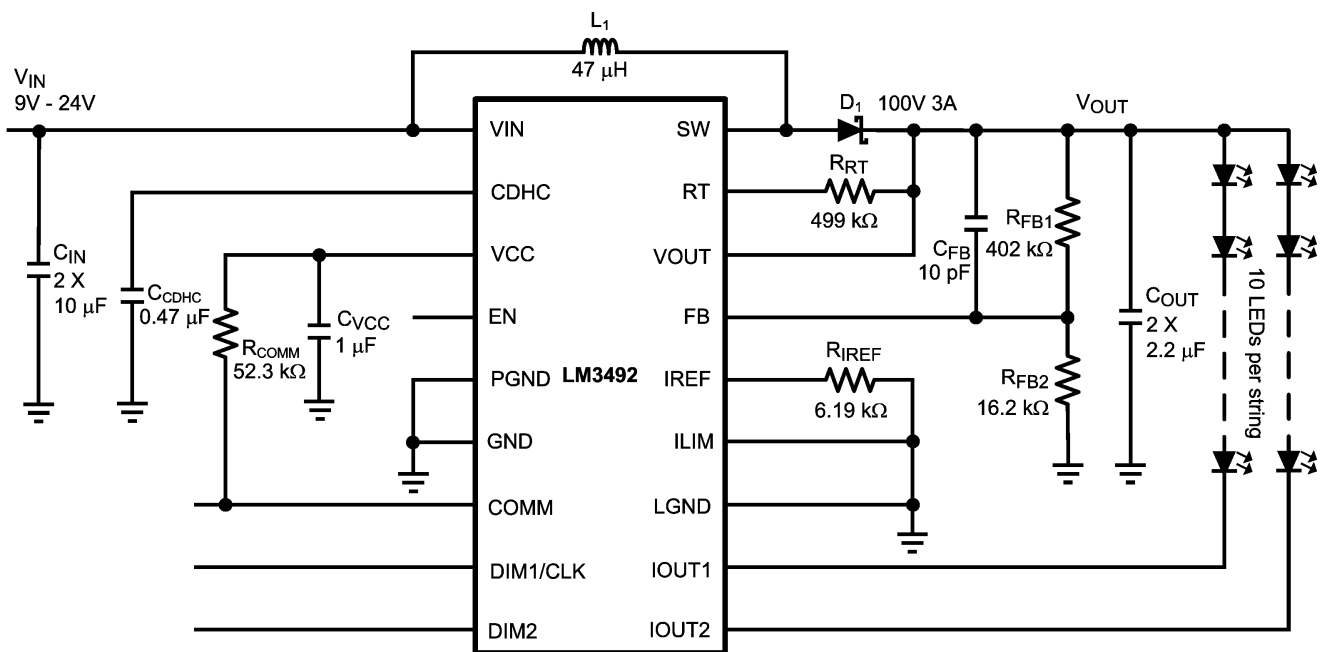 L1
47 μH
VIN
9V - 24V
D1
100V 3A
VOUT
VIN
SW
CDHC
RT
RRT
499 kΩ
VCC
VOUT
CIN
2 X
10 μF
CCDHC
0.47 μF
RCOMM
52.3 kΩ
CVCC
1 μF
CFB
10 pF
RFB1
402 kΩ
COUT
2 X
2.2 μF
10 LEDs per string
EN
FB
LM3492
PGND
IREF
RIREF
6.19 kΩ
RFB2
16.2 kΩ
GND
ILIM
COMM
LGND
DIM1/CLK
IOUT1
DIM2
IOUT2